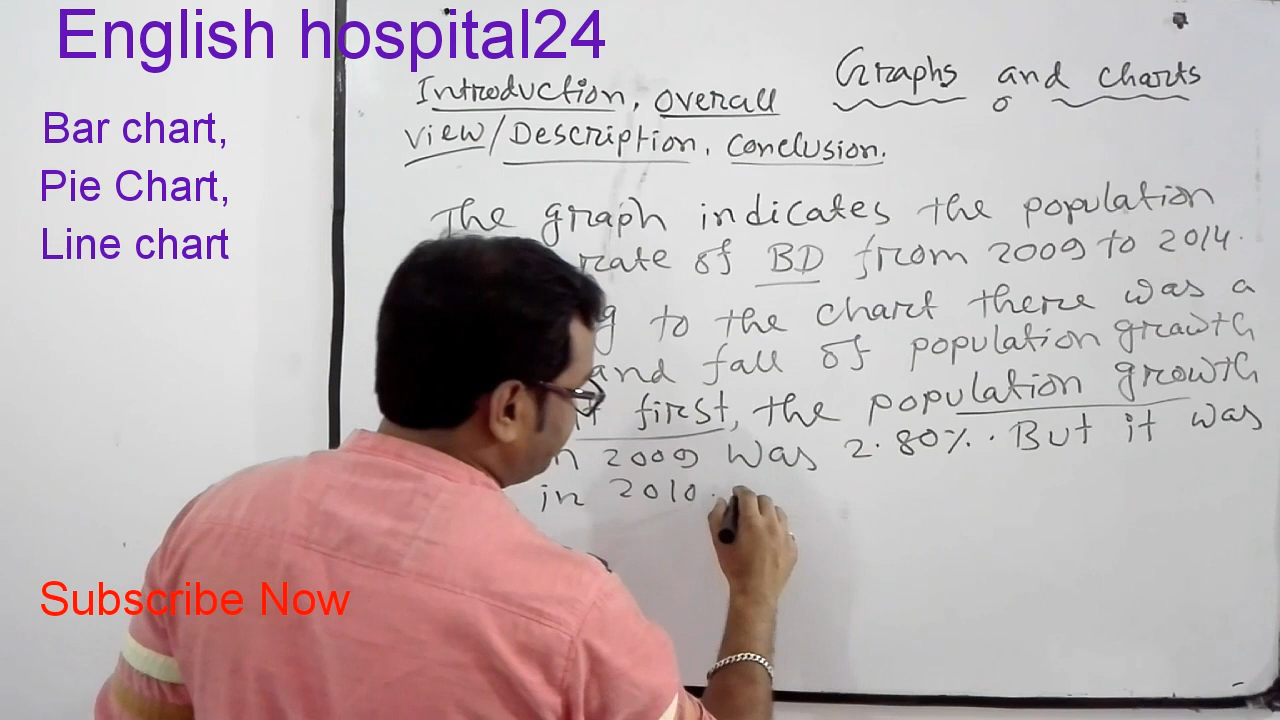 English hospital24
Bar chart,
Pie Chart,
Line chart
Subscribe Now
Graphs and charts
Introduction, overall
view/Description, Conclusion.
The graph indicates the population
rate of BD from 2009 to 2014.
to the chart there was a
and fall of population growth
first, the population growth
2009 was 2.80%. But it was
in 2010.